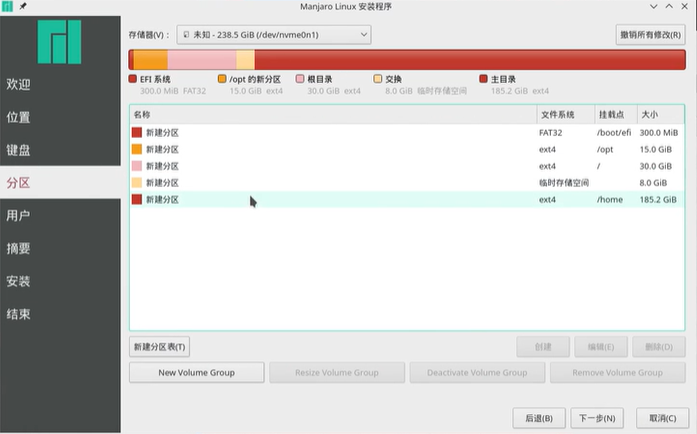 Manjaro Linux 安装程序
存储器(V)： 未知 - 238.5 GiB (/dev/nvme0n1) 撤销所有修改(R)
EFI 系统 /opt 的新分区 根目录 交换 主目录
300.0 MiB FAT32 15.0 GiB ext4 30.0 GiB ext4 8.0 GiB 临时存储空间 185.2 GiB ext4
欢迎
位置
键盘
分区
用户
摘要
安装
结束
名称 文件系统 挂载点 大小
新建分区 FAT32 /boot/efi 300.0 MiB
新建分区 ext4 /opt 15.0 GiB
新建分区 ext4 / 30.0 GiB
新建分区 临时存储空间 8.0 GiB
新建分区 ext4 /home 185.2 GiB
新建分区表(T) 创建 编辑(E) 删除(D)
New Volume Group Resize Volume Group Deactivate Volume Group Remove Volume Group
后退(B) 下一步(N) 取消(C)